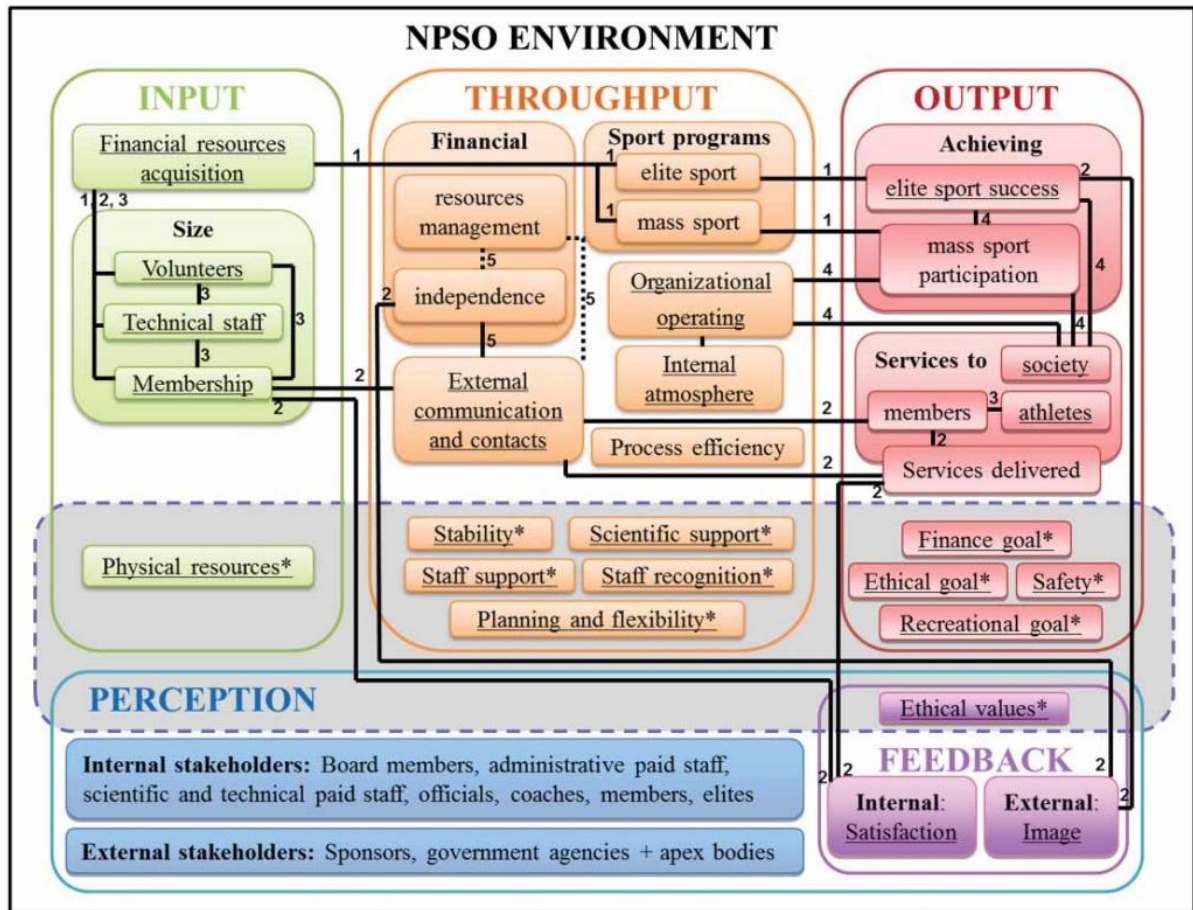 NPSO ENVIRONMENT
INPUT
Financial resources
acquisition
1
1, 2, 3
Size
Volunteers
3
Technical staff
3
3
Membership
2
2
Physical resources*
THROUGHPUT
Financial
resources
management
5
independence
2
5
5
External
communication
and contacts
Sport programs
1
elite sport
1
mass sport
Organizational
operating
Internal
atmosphere
Process efficiency
Stability*
Scientific support*
Staff support*
Staff recognition*
Planning and flexibility*
1
1
4
4
2
2
OUTPUT
Achieving
elite sport success
2
4
mass sport
participation
4
4
Services to
society
members
3
athletes
2
Services delivered
2
Finance goal*
Ethical goal*
Safety*
Recreational goal*
PERCEPTION
Internal stakeholders: Board members, administrative paid staff,
scientific and technical paid staff, officials, coaches, members, elites
External stakeholders: Sponsors, government agencies + apex bodies
Ethical values*
FEEDBACK
2
2
2
2
Internal:
Satisfaction
External:
Image